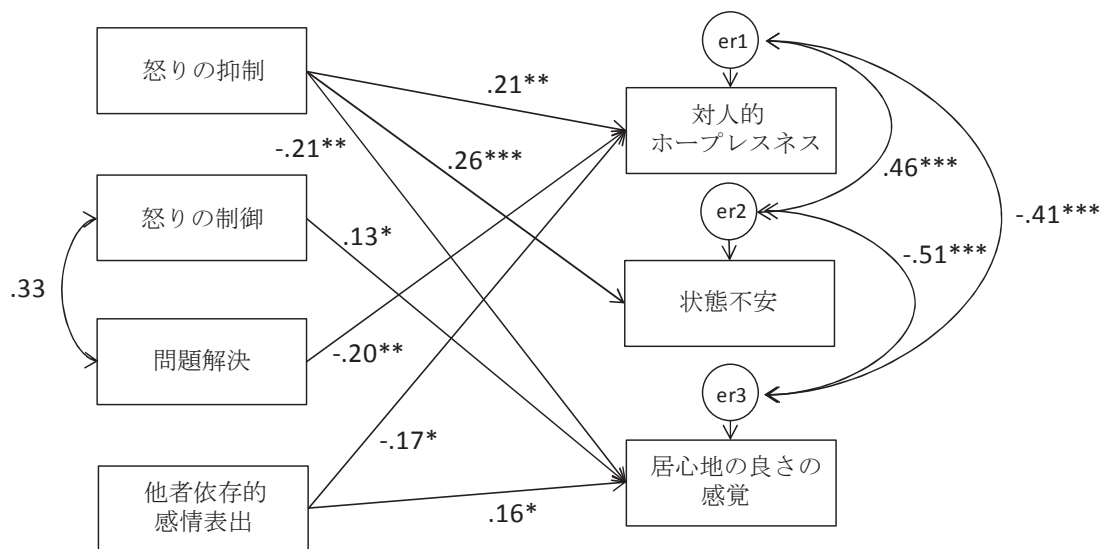 er1
怒りの抑制
.21**
対人的
ホープレスネス
-.21**
.26***
.46***
er2
怒りの制御
.13*
-.41***
-.51***
.33
状態不安
問題解決
-.20**
er3
-.17*
他者依存的
感情表出
.16*
居心地の良さの
感覚